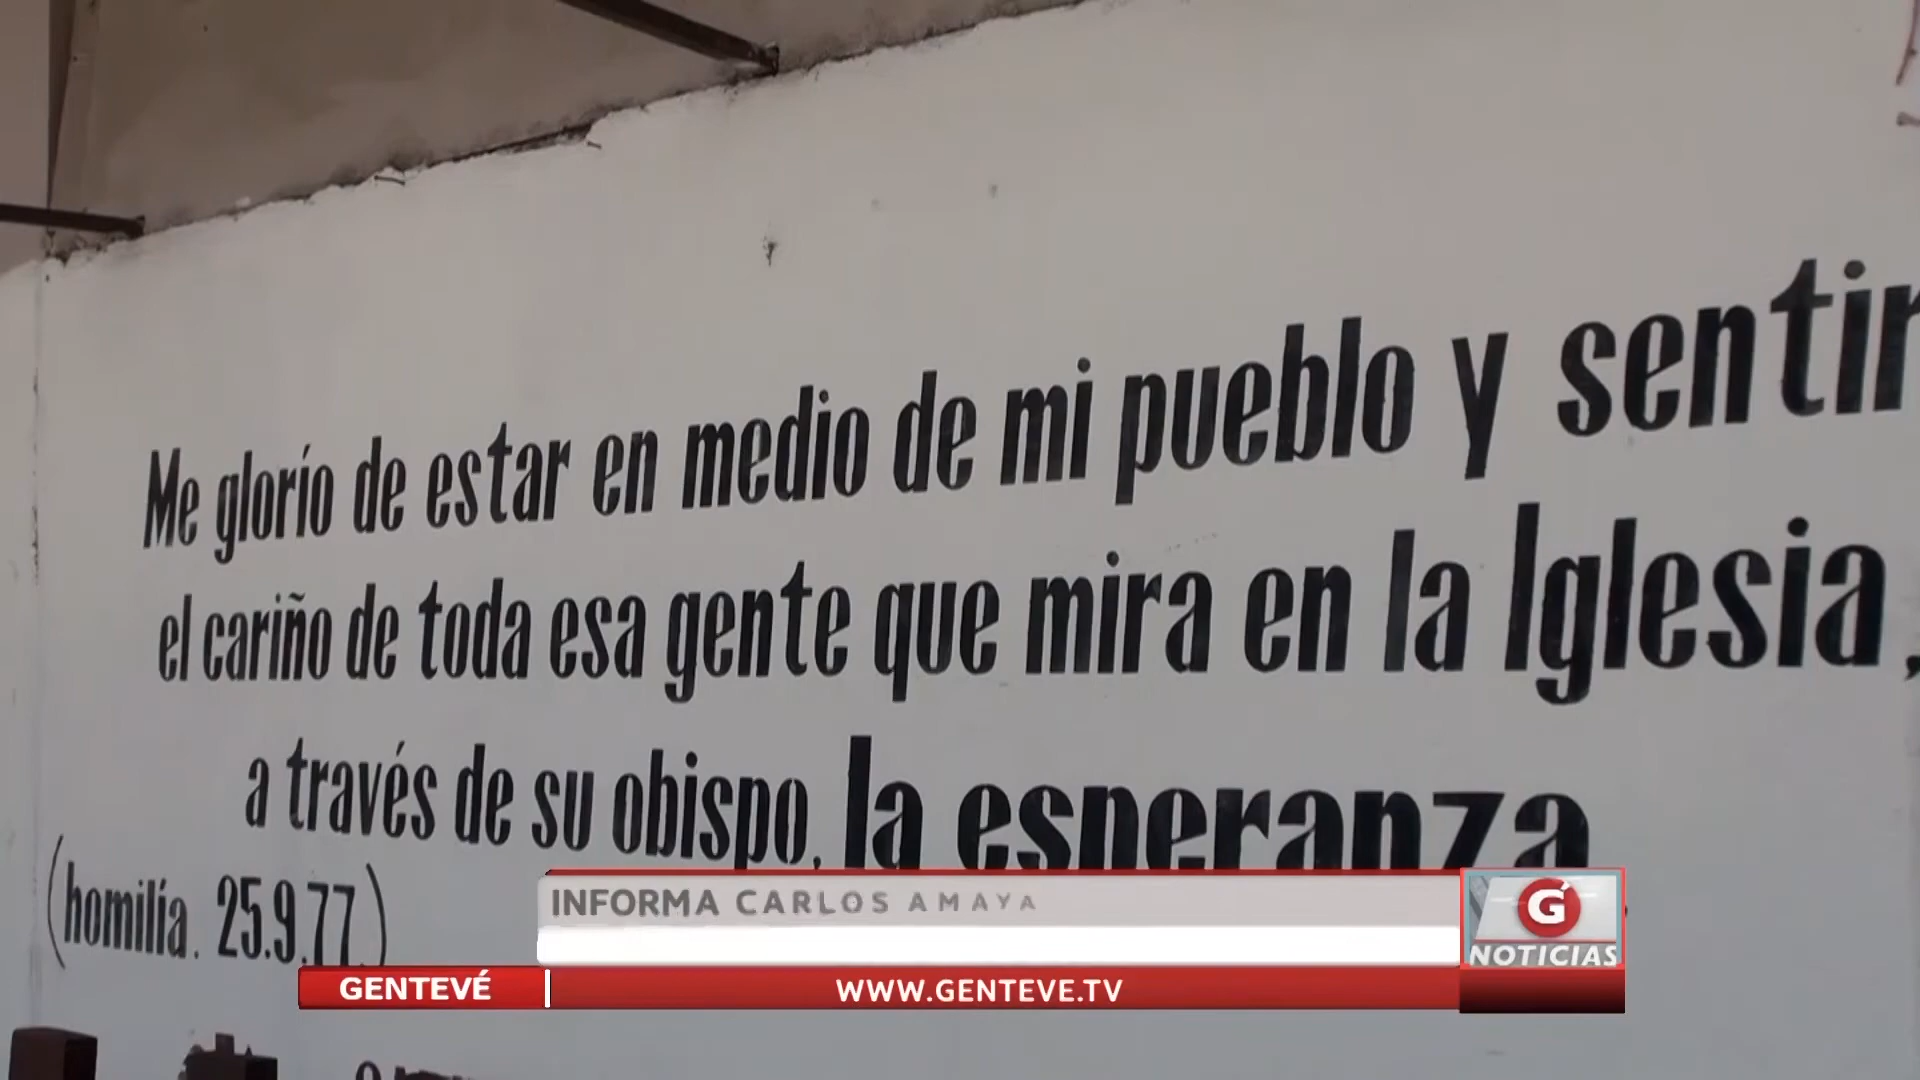 Me glorío de estar en medio de mi pueblo y sentir
el cariño de toda esa gente que mira en la Iglesia,
a través de su obispo, la esperanza
(homilía. 25.9.77.)
INFORMA CARLOS AMAYA
G
NOTICIAS
GENTEVÉ
WWW.GENTEVE.TV